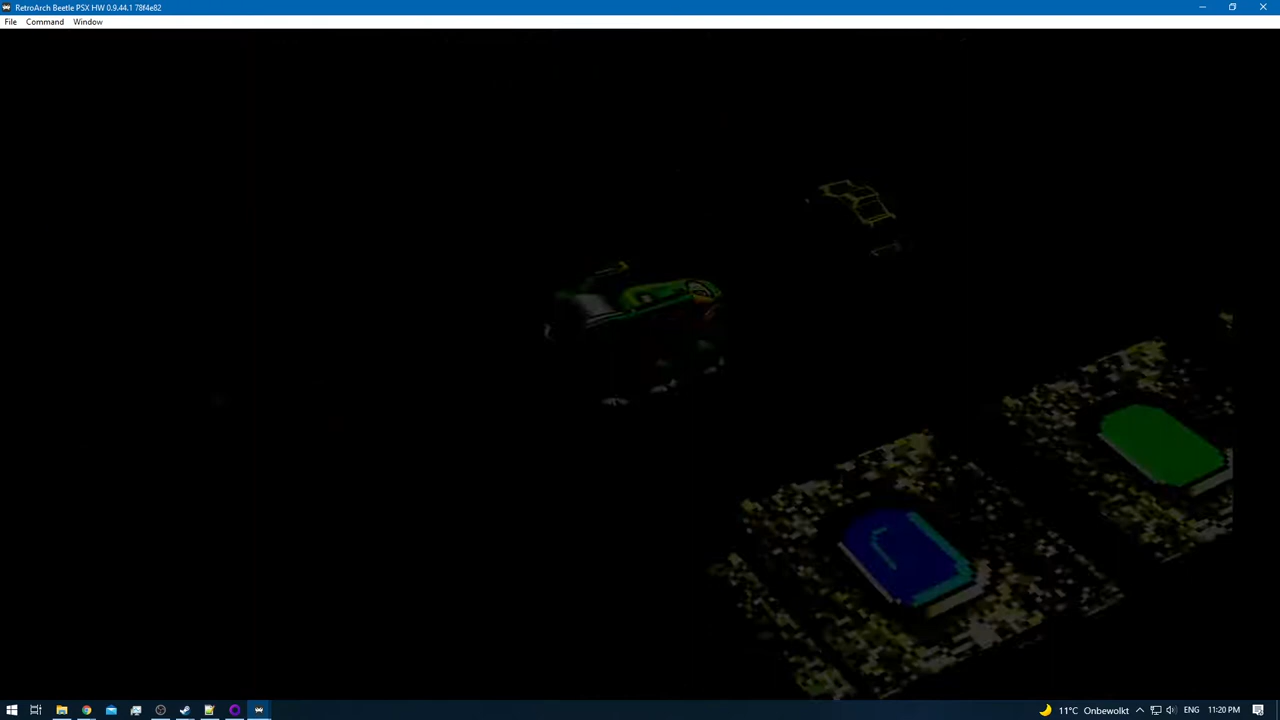 RetroArch Beetle PSX HW 0.9.44.1 78f4e82
File Command Window
11°C Onbewolkt ENG 11:20 PM